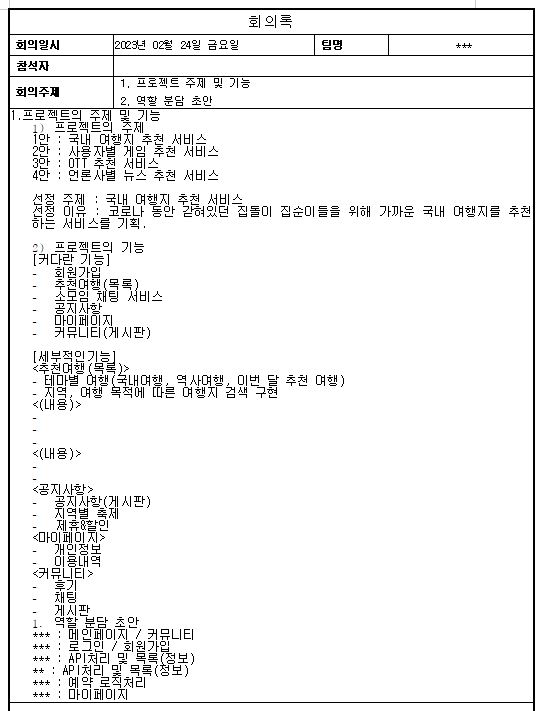 회의록
회의일시 2023년 02월 24일 금요일 팀명 ***
참석자
회의주제 1. 프로젝트 주제 및 기능
2. 역할 분담 초안
1.프로젝트의 주제 및 기능
1) 프로젝트의 주제
1안 : 국내 여행지 추천 서비스
2안 : 사용자별 게임 추천 서비스
3안 : OTT 추천 서비스
4안 : 언론사별 뉴스 추천 서비스
선정 주제 : 국내 여행지 추천 서비스
선정 이유 : 코로나 동안 갇혀있던 집돌이 집순이들을 위해 가까운 국내 여행지를 추천
하는 서비스를 기획.
2) 프로젝트의 기능
[커다란 기능]
- 회원가입
- 추천여행(목록)
- 소모임 채팅 서비스
- 공지사항
- 마이페이지
- 커뮤니티(게시판)
[세부적인기능]
<추천여행(목록)>
- 테마별 여행(국내여행, 역사여행, 이번 달 추천 여행)
- 지역, 여행 목적에 따른 여행지 검색 구현
<(내용)>
-
-
-
<(내용)>
-
-
<공지사항>
- 공지사항(게시판)
- 지역별 축제
- 제휴&할인
<마이페이지>
- 개인정보
- 이용내역
<커뮤니티>
- 후기
- 채팅
- 게시판
1. 역할 분담 초안
*** : 메인페이지 / 커뮤니티
*** : 로그인 / 회원가입
*** : API처리 및 목록(정보)
** : API처리 및 목록(정보)
*** : 예약 로직처리
*** : 마이페이지